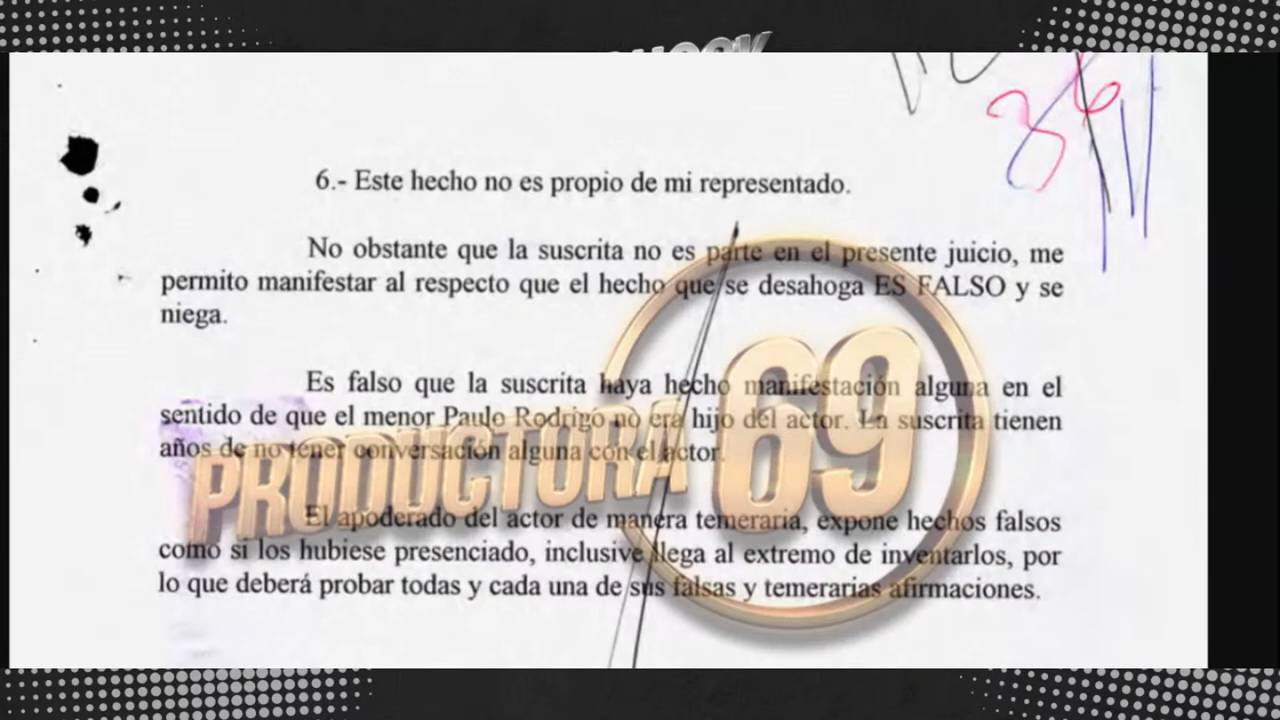 6.- Este hecho no es propio de mi representado.
No obstante que la suscrita no es parte en el presente juicio, me
permito manifestar al respecto que el hecho que se desahoga ES FALSO y se
niega.
Es falso que la suscrita haya hecho manifestación alguna en el
sentido de que el menor Paulo Rodrigo no era hijo del actor. La suscrita tienen
años de no tener conversación alguna con el actor.
El apoderado del actor de manera temeraria, expone hechos falsos
como si los hubiese presenciado, inclusive llega al extremo de inventarlos, por
lo que deberá probar todas y cada una de sus falsas y temerarias afirmaciones.
PRODUCTORA 69